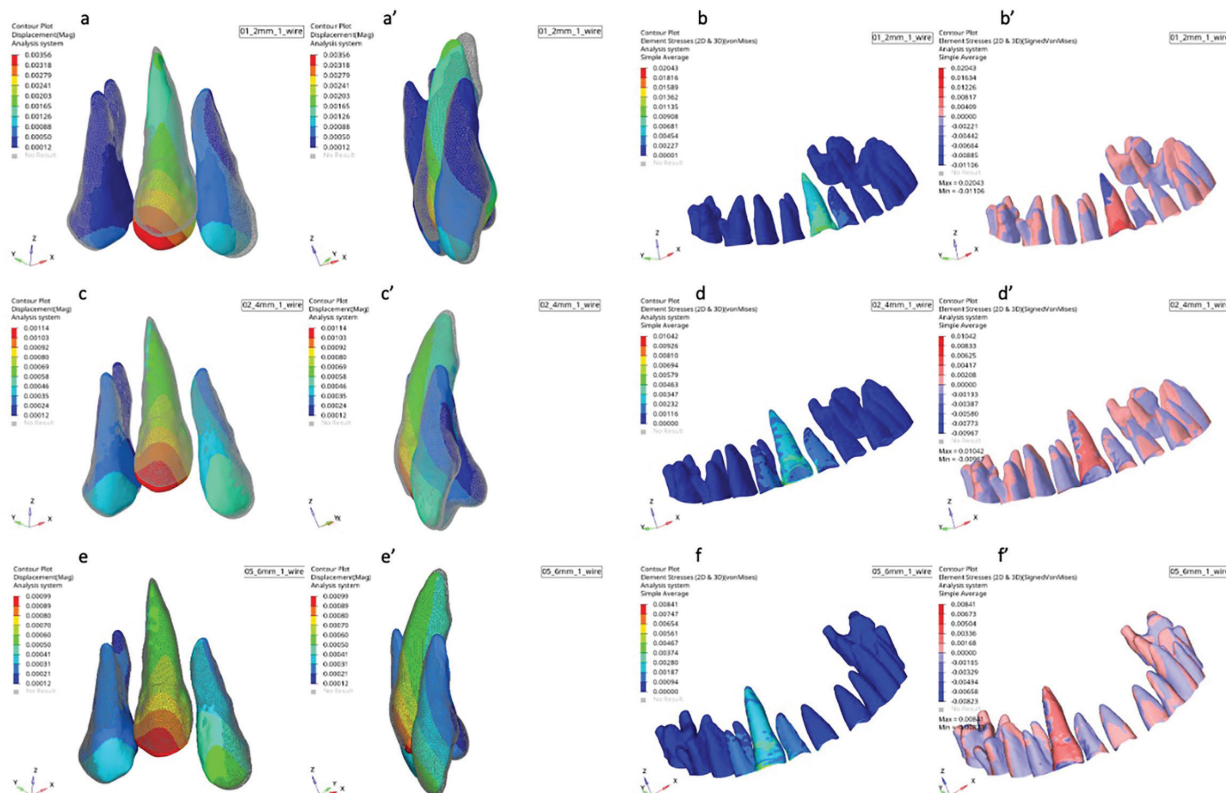 a
Contour Plot
Displacement(Mag)
Analysis system
01_2mm_1_wire
0.00356
0.00318
0.00279
0.00241
0.00203
0.00165
0.00126
0.00088
0.00050
0.00012
No Result
Z
Y
X
a’
Contour Plot
Displacement(Mag)
Analysis system
01_2mm_1_wire
0.00356
0.00318
0.00279
0.00241
0.00203
0.00165
0.00126
0.00088
0.00050
0.00012
No Result
Z
Y
X
b
Contour Plot
Element Stresses (2D & 3D)(vonMises)
Analysis system
Simple Average
01_2mm_1_wire
0.02043
0.01816
0.01589
0.01362
0.01135
0.00908
0.00681
0.00454
0.00227
0.00001
No Result
Z
Y
X
b’
Contour Plot
Element Stresses (2D & 3D)(SignedVonMises)
Analysis system
Simple Average
01_2mm_1_wire
0.02043
0.01634
0.01226
0.00817
0.00409
0.00000
-0.00221
-0.00442
-0.00664
-0.00885
-0.01106
No Result
Max = 0.02043
Min = -0.01106
Z
Y
X
c
Contour Plot
Displacement(Mag)
Analysis system
02_4mm_1_wire
0.00114
0.00103
0.00092
0.00080
0.00069
0.00058
0.00046
0.00035
0.00024
0.00012
No Result
Z
Y
X
c’
Contour Plot
Displacement(Mag)
Analysis system
02_4mm_1_wire
0.00114
0.00103
0.00092
0.00080
0.00069
0.00058
0.00046
0.00035
0.00024
0.00012
No Result
Z
d
Contour Plot
Element Stresses (2D & 3D)(vonMises)
Analysis system
Simple Average
02_4mm_1_wire
0.01042
0.00926
0.00810
0.00694
0.00579
0.00463
0.00347
0.00232
0.00116
0.00000
No Result
Z
Y
X
d’
Contour Plot
Element Stresses (2D & 3D)(SignedVonMises)
Analysis system
Simple Average
02_4mm_1_wire
0.01042
0.00833
0.00625
0.00417
0.00208
0.00000
-0.00193
-0.00387
-0.00580
-0.00773
-0.00967
No Result
Max = 0.01042
Z
Y
X
e
Contour Plot
Displacement(Mag)
Analysis system
05_6mm_1_wire
0.00099
0.00089
0.00080
0.00070
0.00060
0.00050
0.00041
0.00031
0.00021
0.00012
No Result
Z
Y
X
e’
Contour Plot
Displacement(Mag)
Analysis system
05_6mm_1_wire
0.00099
0.00089
0.00080
0.00070
0.00060
0.00050
0.00041
0.00031
0.00021
0.00012
No Result
Z
Y
X
f
Contour Plot
Element Stresses (2D & 3D)(vonMises)
Analysis system
Simple Average
05_6mm_1_wire
0.00841
0.00747
0.00654
0.00561
0.00467
0.00374
0.00280
0.00187
0.00094
0.00000
No Result
Z
Y
X
f’
Contour Plot
Element Stresses (2D & 3D)(SignedVonMises)
Analysis system
Simple Average
05_6mm_1_wire
0.00841
0.00673
0.00504
0.00336
0.00168
0.00000
-0.00329
-0.00658
-0.00823
No Result
Max = 0.00841
Z
Y
X